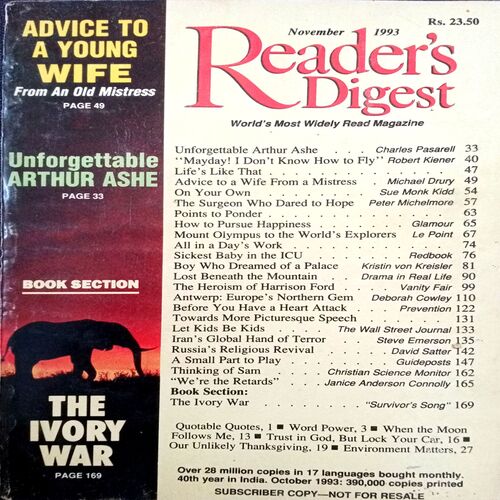 ADVICE TO
A YOUNG
WIFE
From An Old Mistress
PAGE 49
Unforgettable
ARTHUR ASHE
PAGE 33
BOOK SECTION
THE
IVORY
WAR
PAGE 169
Rs. 23.50
November 1993
Reader's
Digest
World's Most Widely Read Magazine
Unforgettable Arthur Ashe . . . Charles Pasarell 33
"Mayday! I Don't Know How to Fly" Robert Kiener 40
Life's Like That . . . . . . . . . 47
Advice to a Wife From a Mistress . Michael Drury 49
On Your Own . . . . . . . Sue Monk Kidd 54
The Surgeon Who Dared to Hope . Peter Michelmore 57
Points to Ponder . . . . . . . . . 63
How to Pursue Happiness . . . . Glamour 65
Mount Olympus to the World's Explorers Le Point 67
All in a Day's Work . . . . . . . . 74
Sickest Baby in the ICU . . . . . Redbook 76
Boy Who Dreamed of a Palace . Kristin von Kreisler 81
Lost Beneath the Mountain . . Drama in Real Life 90
The Heroism of Harrison Ford . . . Vanity Fair 99
Antwerp: Europe's Northern Gem . Deborah Cowley 110
Before You Have a Heart Attack . . Prevention 122
Towards More Picturesque Speech . . . . . 131
Let Kids Be Kids . . . The Wall Street Journal 133
Iran's Global Hand of Terror . . Steve Emerson 135
Russia's Religious Revival . . . . David Satter 142
A Small Part to Play . . . . . Guideposts 147
Thinking of Sam . . . . Christian Science Monitor 162
"We're the Retards" . . . Janice Anderson Connolly 165
Book Section:
The Ivory War . . . . . . "Survivor's Song" 169
Quotable Quotes, 1 ■ Word Power, 3 ■ When the Moon
Follows Me, 13 ■ Trust in God, But Lock Your Car, 16 ■
Our Unlikely Thanksgiving, 19 ■ Environment Matters, 27
Over 28 million copies in 17 languages bought monthly.
40th year in India. October 1993: 390,000 copies printed
SUBSCRIBER COPY—NOT FOR RESALE